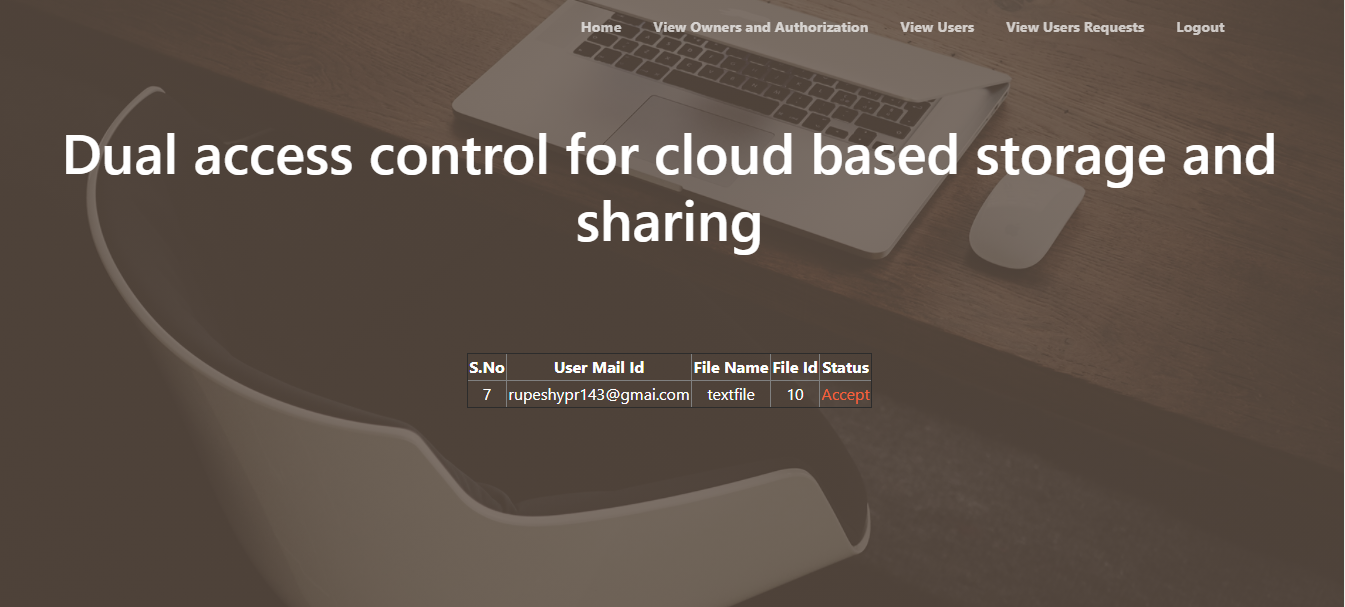 Home View Owners and Authorization View Users View Users Requests Logout
Dual access control for cloud based storage and
sharing
S.No User Mail Id File Name File Id Status
7 rupeshypr143@gmai.com textfile 10 Accept